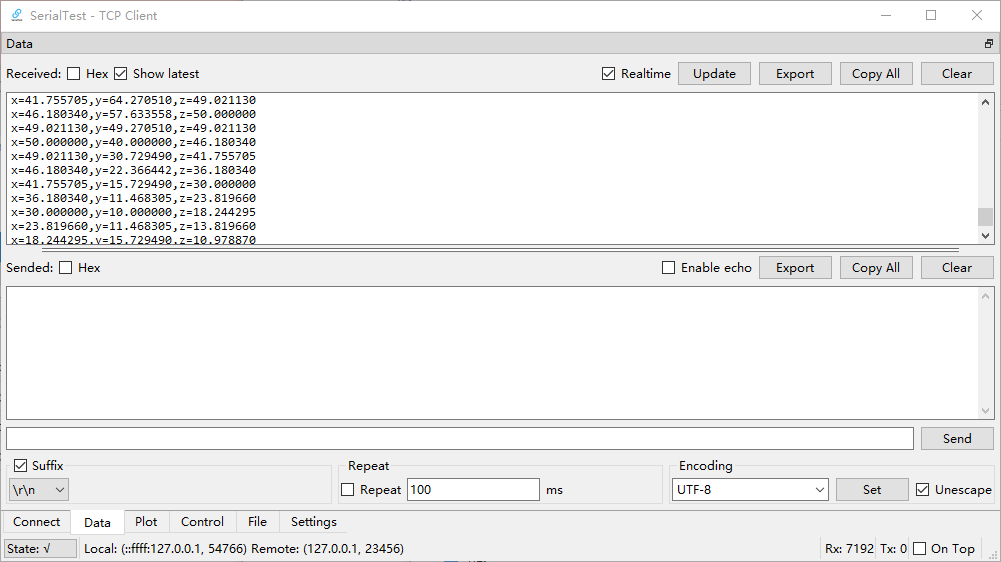 SerialTest - TCP Client
Data
Received: Hex Show latest Realtime Update Export Copy All Clear
x=41.755705,y=64.270510,z=49.021130
x=46.180340,y=57.633558,z=50.000000
x=49.021130,y=49.270510,z=49.021130
x=50.000000,y=40.000000,z=46.180340
x=49.021130,y=30.729490,z=41.755705
x=46.180340,y=22.366442,z=36.180340
x=41.755705,y=15.729490,z=30.000000
x=36.180340,y=11.468305,z=23.819660
x=30.000000,y=10.000000,z=18.244295
x=23.819660,y=11.468305,z=13.819660
x=18.244295,y=15.729490,z=10.978870
Sended: Hex Enable echo Export Copy All Clear
Send
Suffix Repeat Encoding
\r\n Repeat 100 ms UTF-8 Set Unescape
Connect Data Plot Control File Settings
State: √ Local: (::ffff:127.0.0.1, 54766) Remote: (127.0.0.1, 23456) Rx: 7192 Tx: 0 On Top